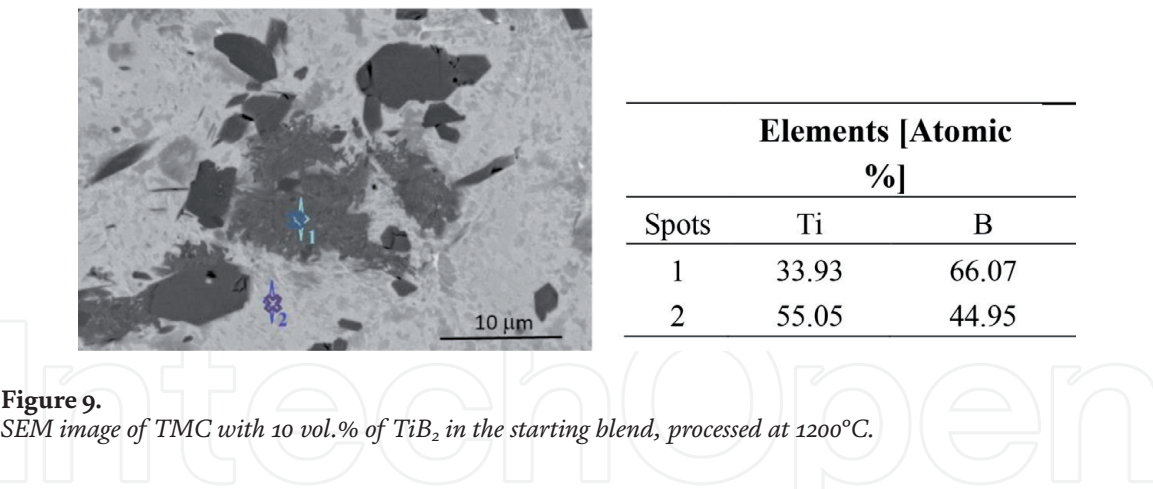 1
2
10 µm
Elements [Atomic
%]
Spots Ti B
1 33.93 66.07
2 55.05 44.95
Figure 9.
SEM image of TMC with 10 vol.% of TiB₂ in the starting blend, processed at 1200°C.
IntechOpen